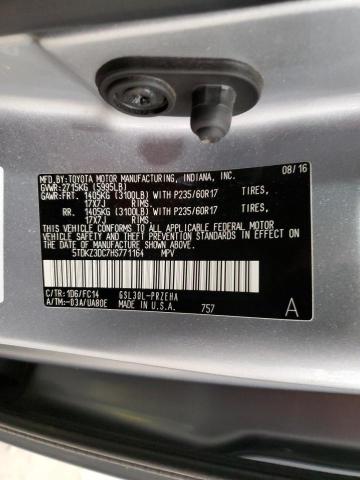 MFD.BY:TOYOTA MOTOR MANUFACTURING, INDIANA, INC. 08/16
GVWR:2715KG (5995LB)
GAWR:FRT. 1405KG (3100LB) WITH P235/60R17 TIRES,
17X7J RIMS.
RR. 1405KG (3100LB) WITH P235/60R17 TIRES,
17X7J RIMS.
THIS VEHICLE CONFORMS TO ALL APPLICABLE FEDERAL MOTOR
VEHICLE SAFETY AND THEFT PREVENTION STANDARDS IN EFFECT
ON THE DATE OF MANUFACTURE SHOWN ABOVE.
5TDKZ3DC7HS771164 MPV
C/TR:1D6/FC14 GSL30L-PRZEHA
A/TM:-03A/UA80E MADE IN U.S.A. 757 A